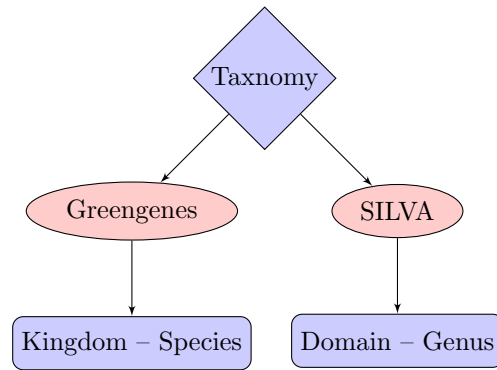 Taxnomy
Greengenes
SILVA
Kingdom – Species
Domain – Genus